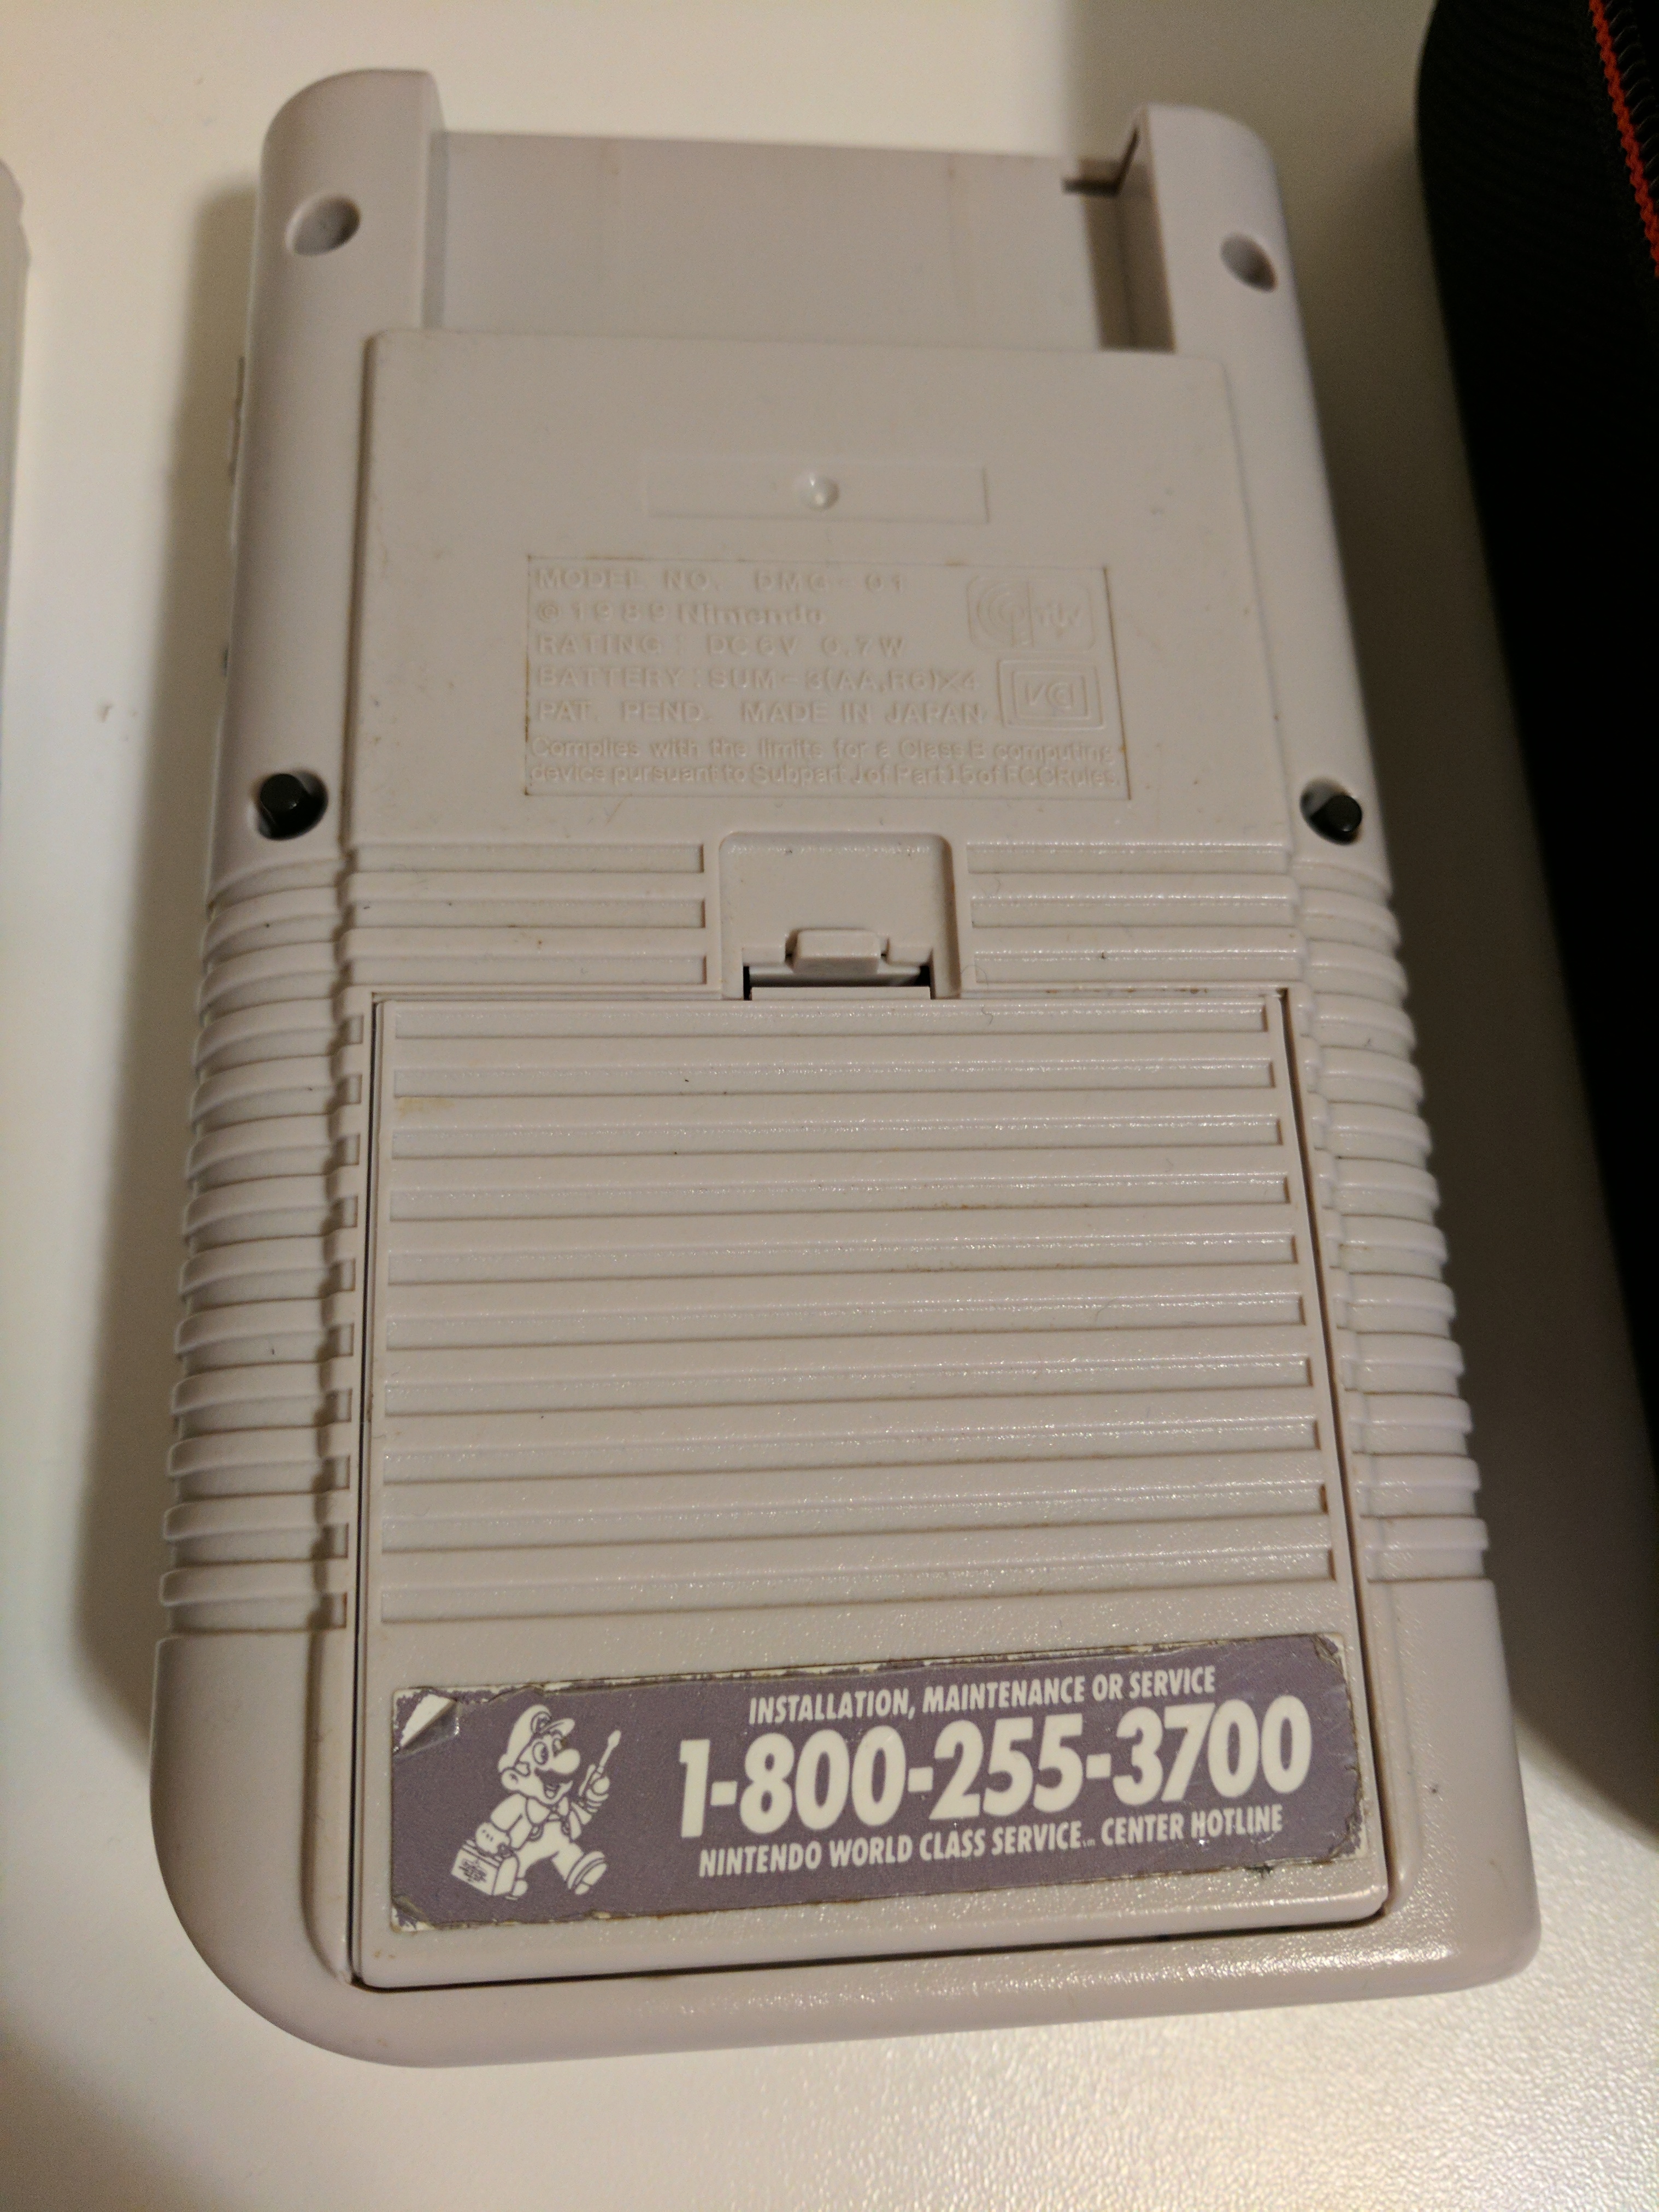 MODEL NO. DMG-01
©1989 Nintendo
RATING: DC6V 0.7W
BATTERY:SUM-3(AA,R6)X4
PAT. PEND. MADE IN JAPAN
Complies with the limits for a Class B computing
device pursuant to Subpart J of Part 15 of FCC Rules.
INSTALLATION, MAINTENANCE OR SERVICE
1-800-255-3700
NINTENDO WORLD CLASS SERVICE℠ CENTER HOTLINE